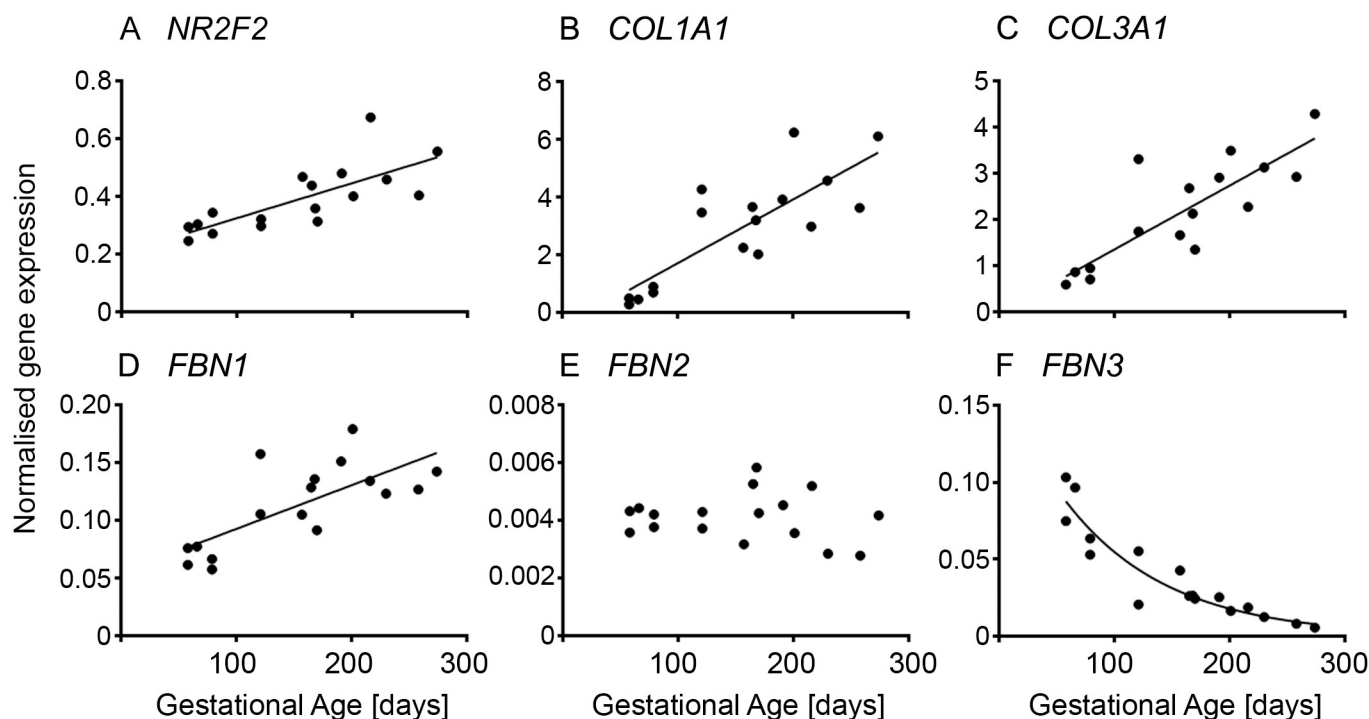 A NR2F2
B COL1A1
C COL3A1
0.8
0.6
0.4
0.2
0
8
6
4
2
0
5
4
3
2
1
0
Normalised gene expression
D FBN1
E FBN2
F FBN3
0.20
0.15
0.10
0.05
0
0.008
0.006
0.004
0.002
0
0.15
0.10
0.05
0
100 200 300
100 200 300
100 200 300
Gestational Age [days]
Gestational Age [days]
Gestational Age [days]